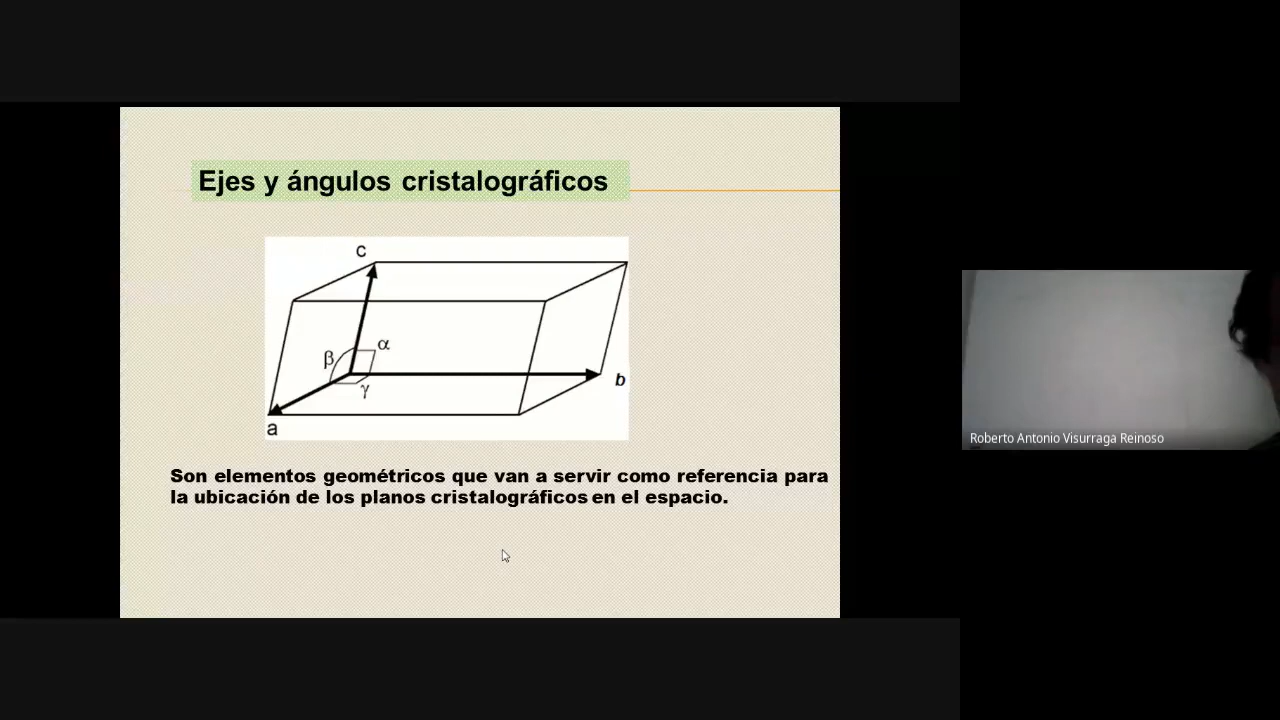 Ejes y ángulos cristalográficos
c
β
α
γ
b
a
Son elementos geométricos que van a servir como referencia para
la ubicación de los planos cristalográficos en el espacio.
Roberto Antonio Visurraga Reinoso